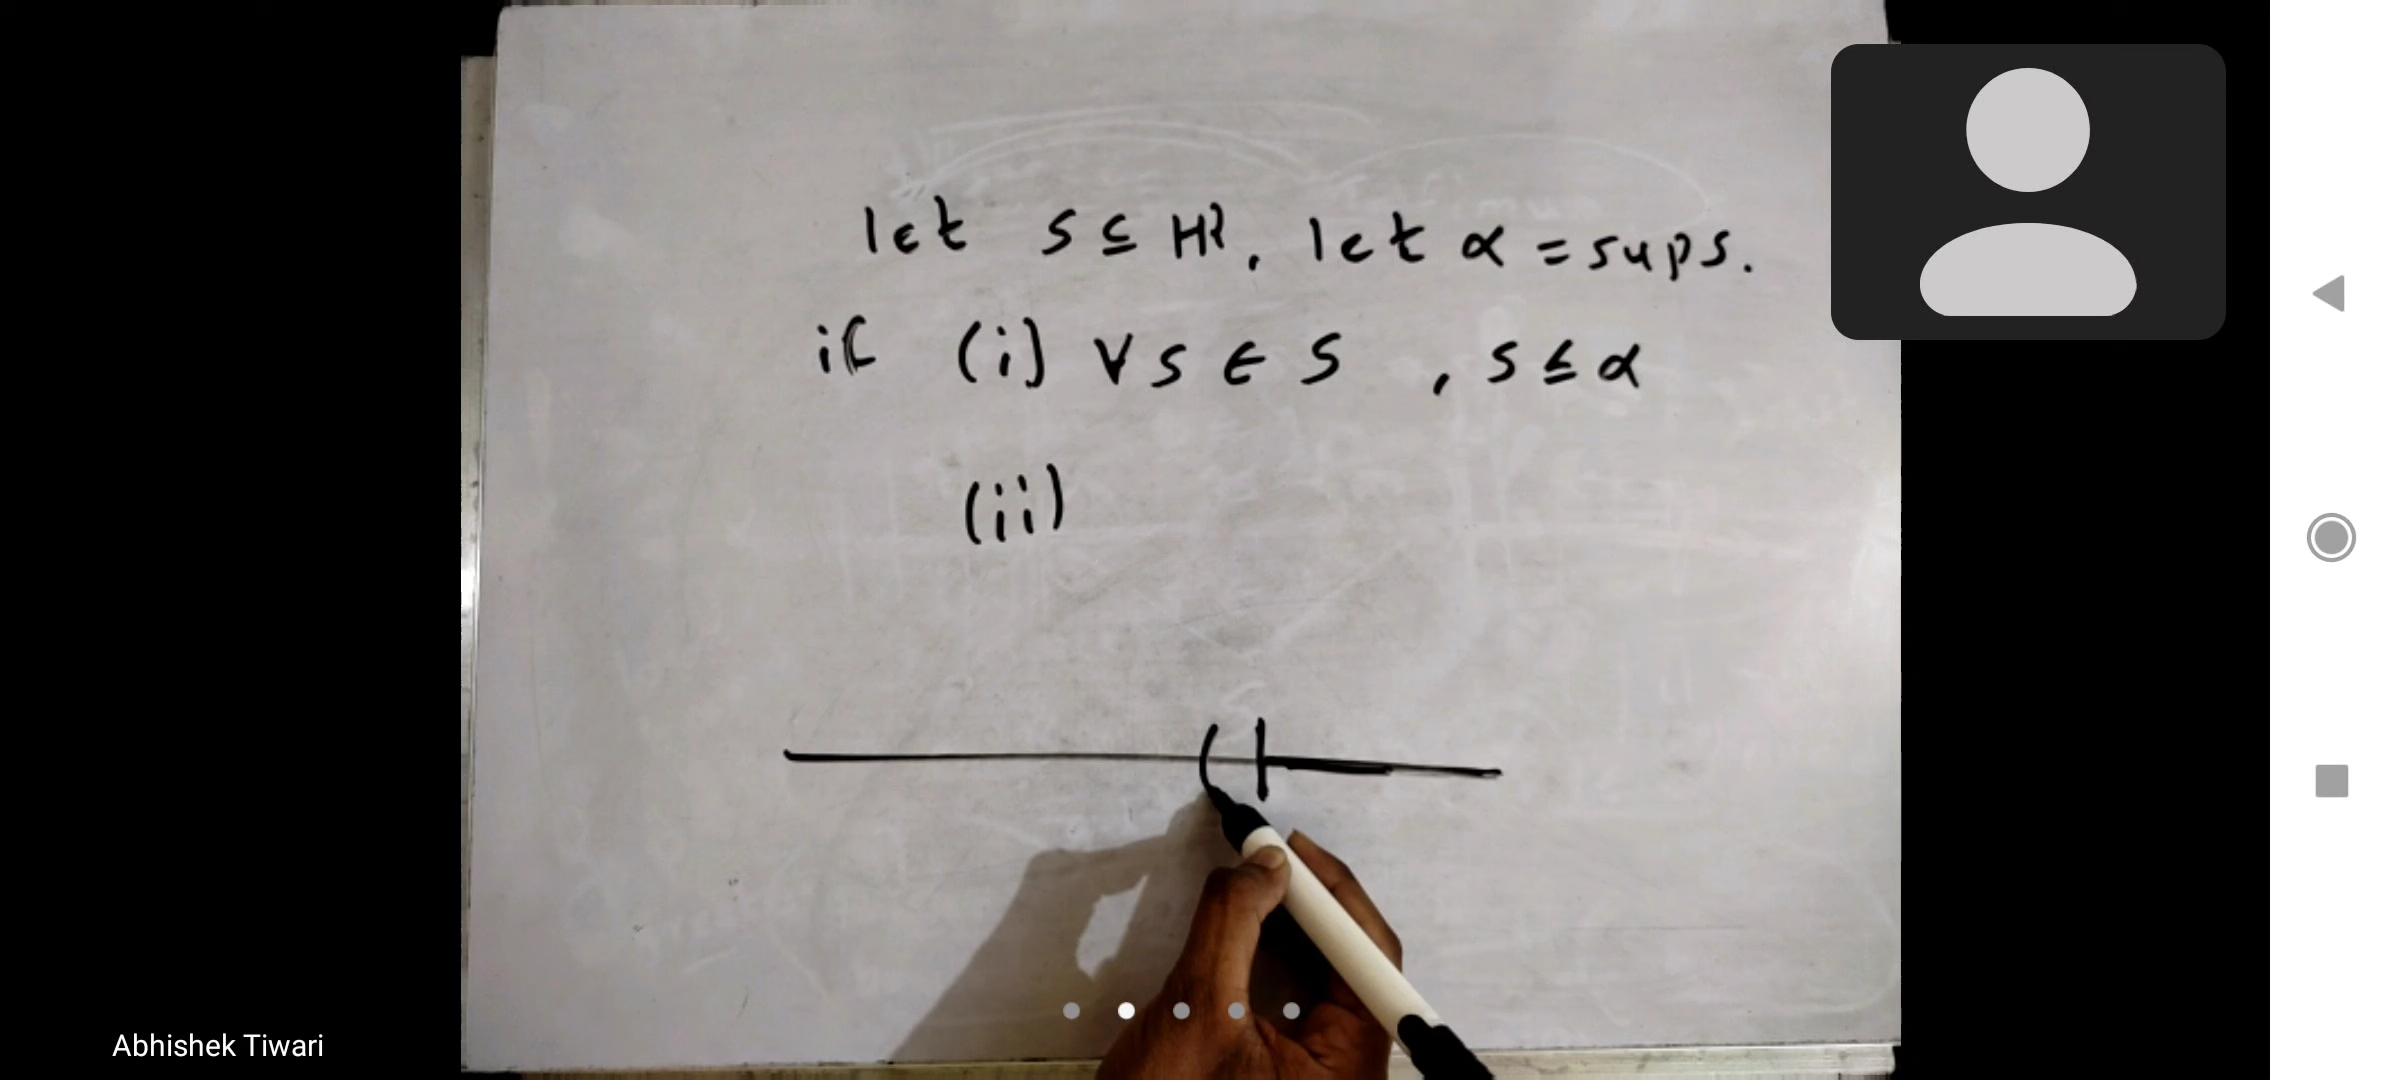 let S ⊆ ℝ, let α = sup S.
if (i) ∀ s ∈ S , s ≤ α
(ii)
Abhishek Tiwari